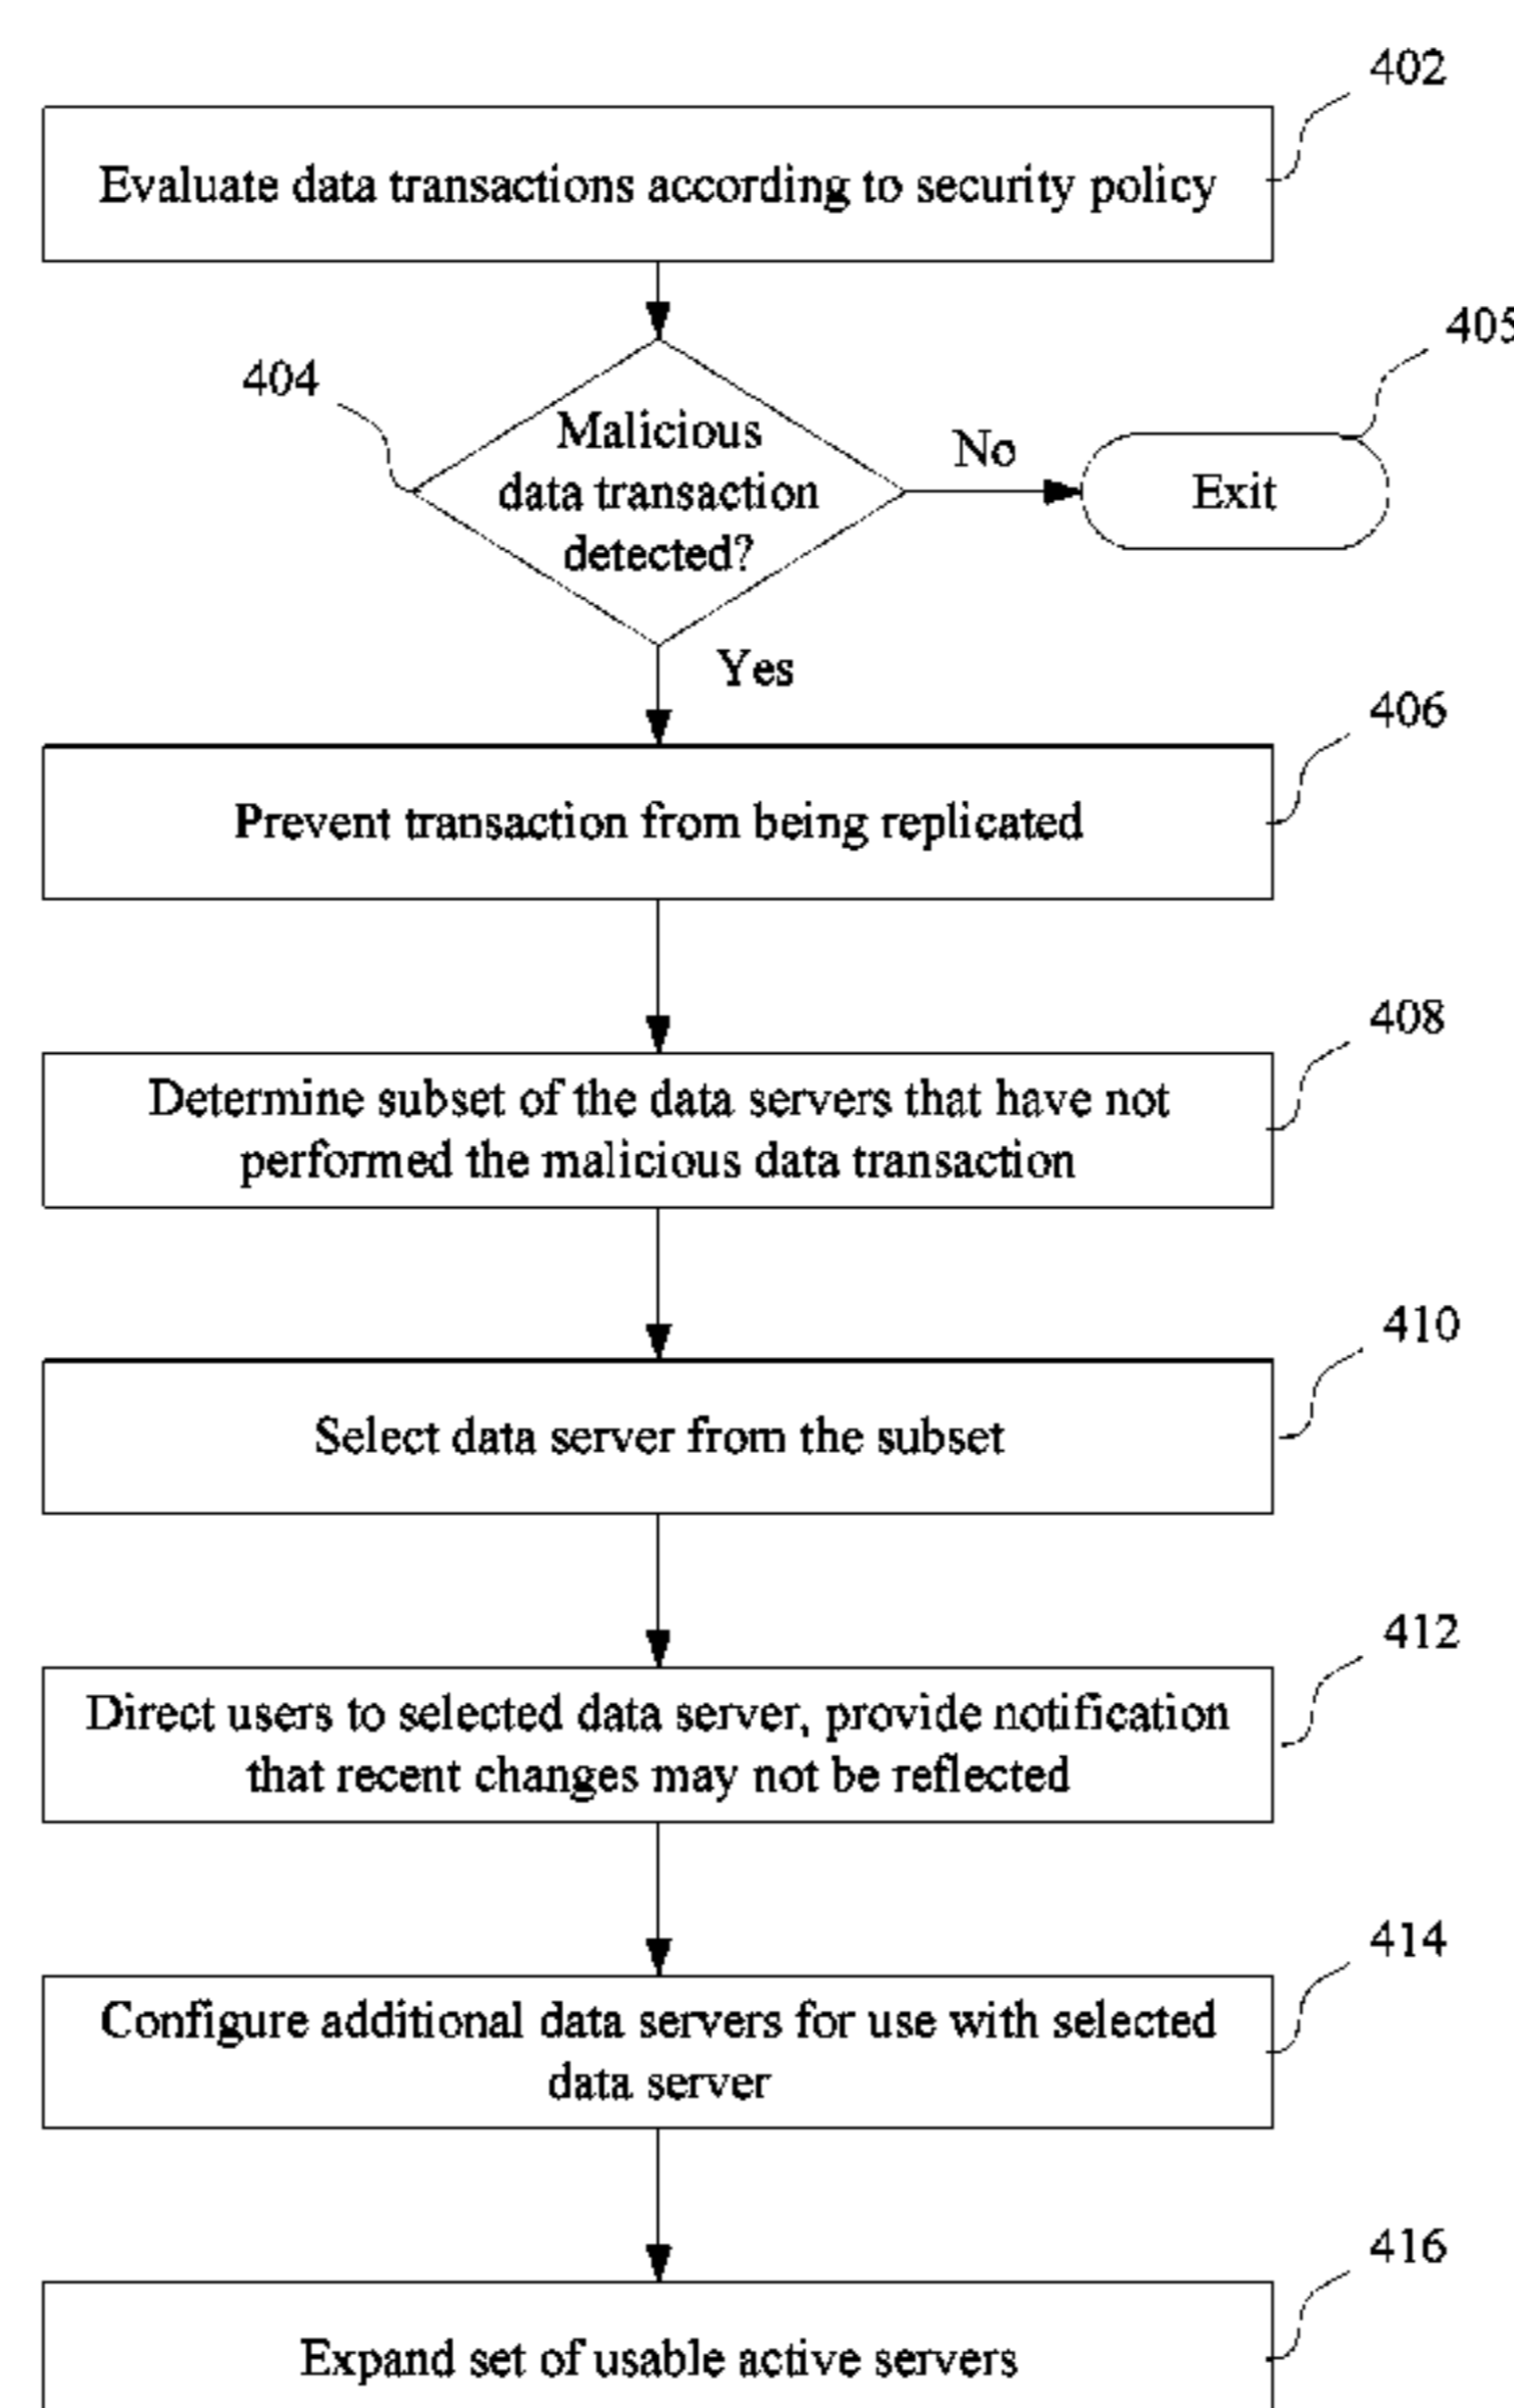 402
Evaluate data transactions according to security policy
405
404
Malicious
data transaction
detected?
No
Exit
Yes
406
Prevent transaction from being replicated
408
Determine subset of the data servers that have not
performed the malicious data transaction
410
Select data server from the subset
412
Direct users to selected data server, provide notification
that recent changes may not be reflected
414
Configure additional data servers for use with selected
data server
416
Expand set of usable active servers